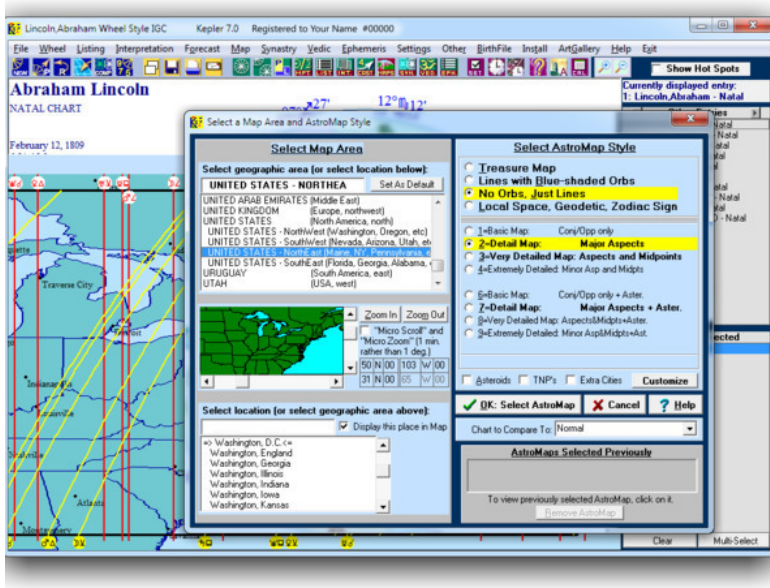 Lincoln,Abraham Wheel Style IGC Kepler 7.0 Registered to Your Name #00000
File Wheel Listing Interpretation Forecast Map Synastry Vedic Ephemeris Settings Other BirthFile Install ArtGallery Help Exit
Show Hot Spots
Abraham Lincoln
NATAL CHART
February 12, 1809
27'
12°♏12'
Currently displayed entry:
1: Lincoln,Abraham - Natal
Select a Map Area and AstroMap Style
Select Map Area
Select geographic area (or select location below):
UNITED STATES - NORTHEA
Set As Default
UNITED ARAB EMIRATES (Middle East)
UNITED KINGDOM (Europe, northwest)
UNITED STATES (North America, north)
UNITED STATES - NorthWest (Washington, Oregon, etc)
UNITED STATES - SouthWest (Nevada, Arizona, Utah, etc
UNITED STATES - NorthEast (Maine, NY, Pennsylvania, e
UNITED STATES - SouthEast (Florida, Georgia, Alabama,
URUGUAY (South America, east)
UTAH (USA, west)
Zoom In
Zoom Out
"Micro Scroll" and
"Micro Zoom" (1 min.
rather than 1 deg.)
50 N 00 103 W 00
31 N 00 65 W 00
Select location (or select geographic area above):
Display this place in Map
=> Washington, D.C.<=
Washington, England
Washington, Georgia
Washington, Illinois
Washington, Indiana
Washington, Iowa
Washington, Kansas
Select AstroMap Style
Treasure Map
Lines with Blue-shaded Orbs
No Orbs, Just Lines
Local Space, Geodetic, Zodiac Sign
1=Basic Map: Conj/Opp only
2=Detail Map: Major Aspects
3=Very Detailed Map: Aspects and Midpoints
4=Extremely Detailed: Minor Asp and Midpts
6=Basic Map: Conj/Opp only + Aster.
7=Detail Map: Major Aspects + Aster.
8=Very Detailed Map: Aspects&Midpts+Aster.
9=Extremely Detailed: Minor Asp&Midpts+Ast.
Asteroids
TNP's
Extra Cities
Customize
OK: Select AstroMap
Cancel
Help
Chart to Compare To:
Normal
AstroMaps Selected Previously
To view previously selected AstroMap, click on it.
Remove AstroMap
Traverse City
Detroit
Indianapolis
Louisville
Nashville
Atlanta
Montgomery
Clear
Multi-Select